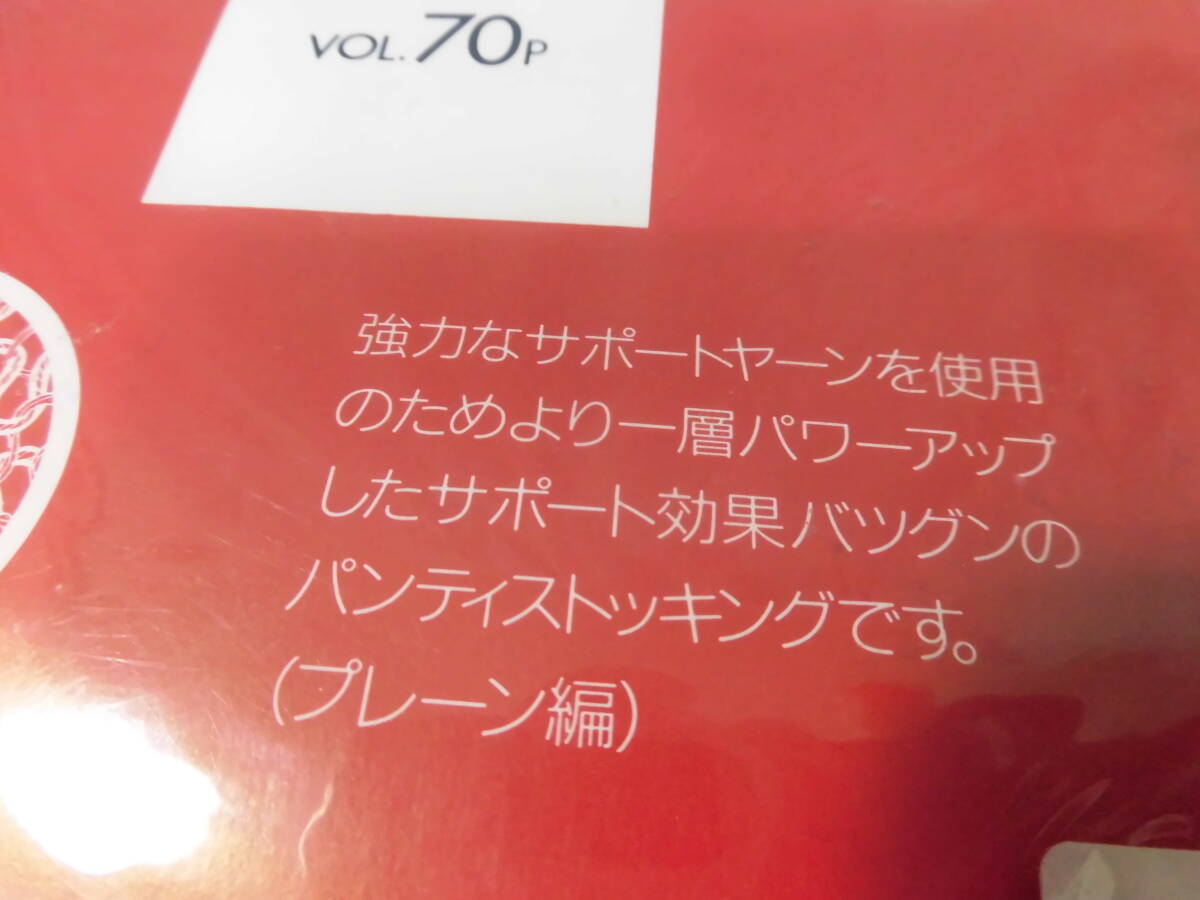 VOL. 70P
強力なサポートヤーンを使用
のためより一層パワーアップ
したサポート効果バツグンの
パンティストッキングです。
(プレーン編)